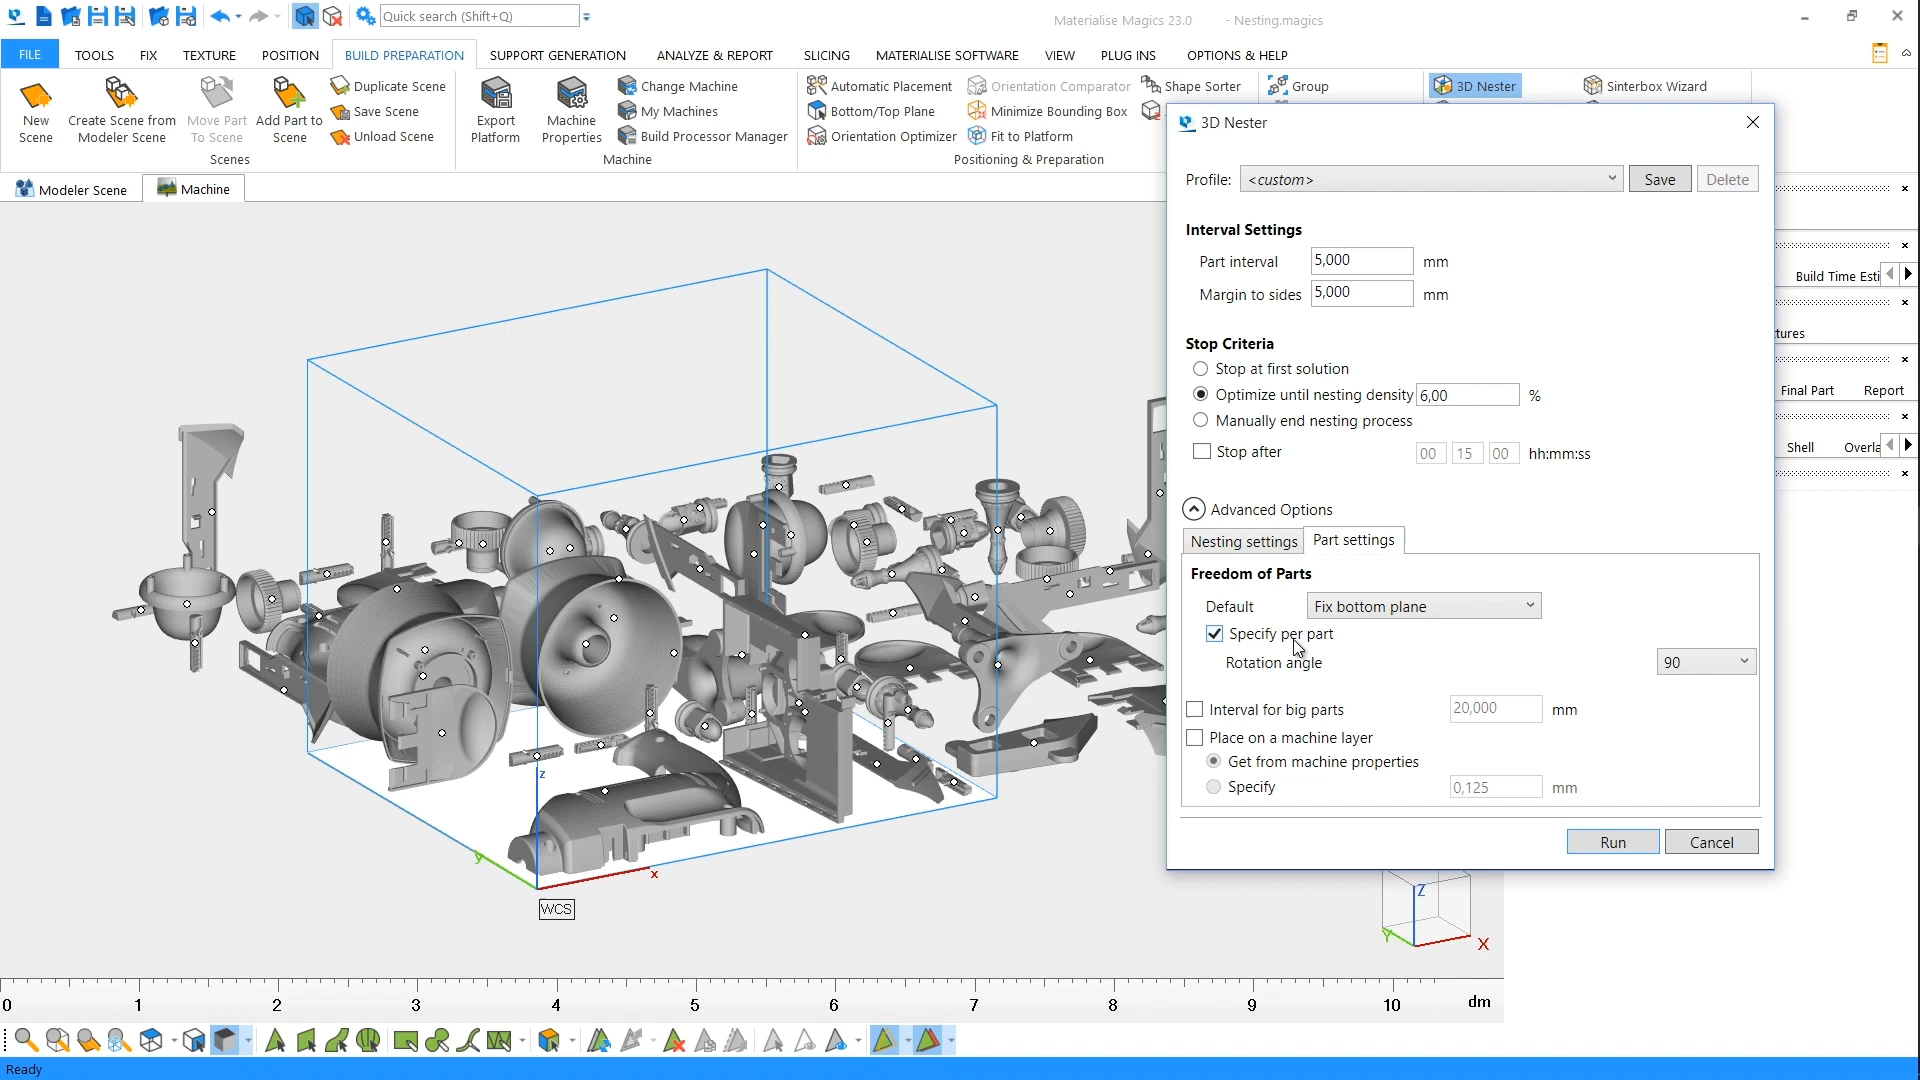 Quick search (Shift+Q)
Materialise Magics 23.0 - Nesting.magics
FILE TOOLS FIX TEXTURE POSITION BUILD PREPARATION SUPPORT GENERATION ANALYZE & REPORT SLICING MATERIALISE SOFTWARE VIEW PLUG INS OPTIONS & HELP
New Scene
Create Scene from Modeler Scene
Move Part To Scene
Add Part to Scene
Duplicate Scene
Save Scene
Unload Scene
Scenes
Export Platform
Machine Properties
Change Machine
My Machines
Build Processor Manager
Machine
Automatic Placement
Bottom/Top Plane
Orientation Optimizer
Orientation Comparator
Minimize Bounding Box
Fit to Platform
Shape Sorter
Positioning & Preparation
Group
3D Nester
Sinterbox Wizard
Modeler Scene
Machine
3D Nester
Profile: <custom> Save Delete
Interval Settings
Part interval 5,000 mm
Margin to sides 5,000 mm
Stop Criteria
Stop at first solution
Optimize until nesting density 6,00 %
Manually end nesting process
Stop after 00 15 00 hh:mm:ss
Advanced Options
Nesting settings Part settings
Freedom of Parts
Default Fix bottom plane
Specify per part
Rotation angle 90
Interval for big parts 20,000 mm
Place on a machine layer
Get from machine properties
Specify 0,125 mm
Run Cancel
Build Time Esti
tures
Final Part Report
Shell Overla
z
y
x
WCS
Z
Y
X
0 1 2 3 4 5 6 7 8 9 10 dm
Ready